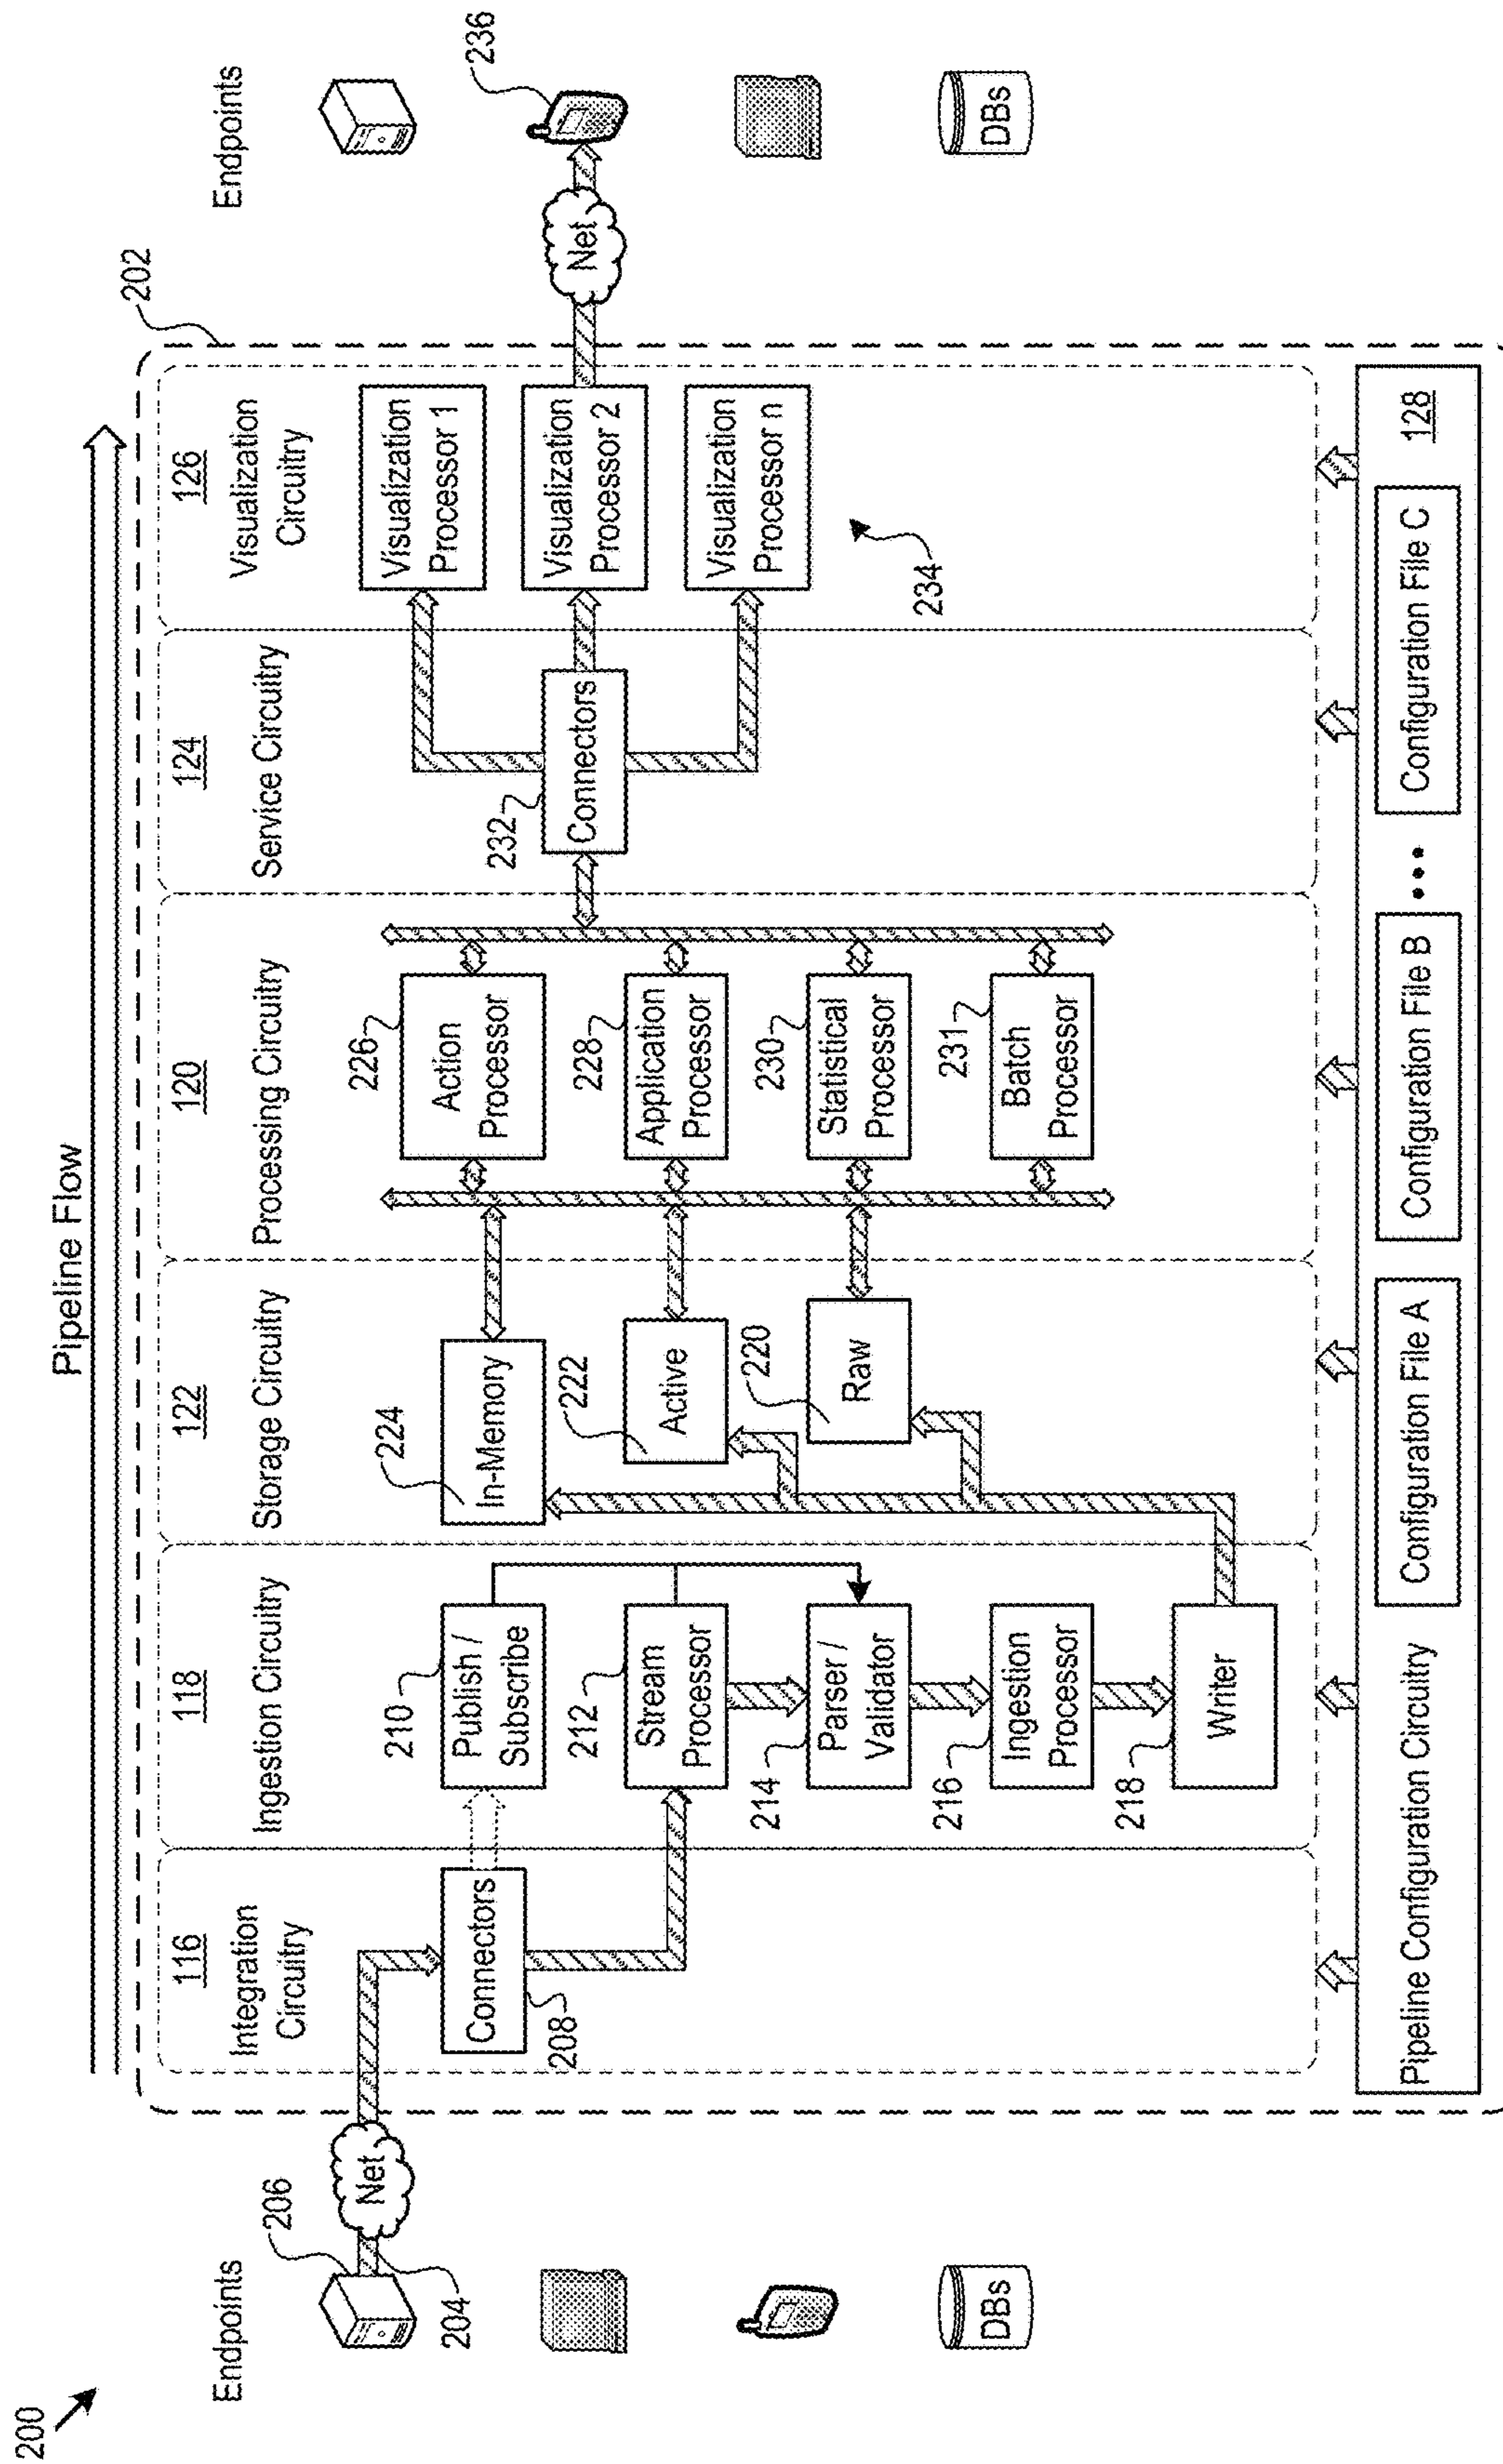 200
Pipeline Flow
202
Endpoints
206
204
Net
DBs
116
Integration
Circuitry
Connectors
208
118
Ingestion Circuitry
210
Publish /
Subscribe
212
Stream
Processor
214
Parser /
Validator
216
Ingestion
Processor
218
Writer
122
Storage Circuitry
224
In-Memory
222
Active
220
Raw
120
Processing Circuitry
226
Action
Processor
228
Application
Processor
230
Statistical
Processor
231
Batch
Processor
124
Service Circuitry
232
Connectors
126
Visualization
Circuitry
Visualization
Processor 1
Visualization
Processor 2
Visualization
Processor n
234
Net
Endpoints
236
DBs
Pipeline Configuration Circuitry
Configuration File A
Configuration File B
•••
Configuration File C
128